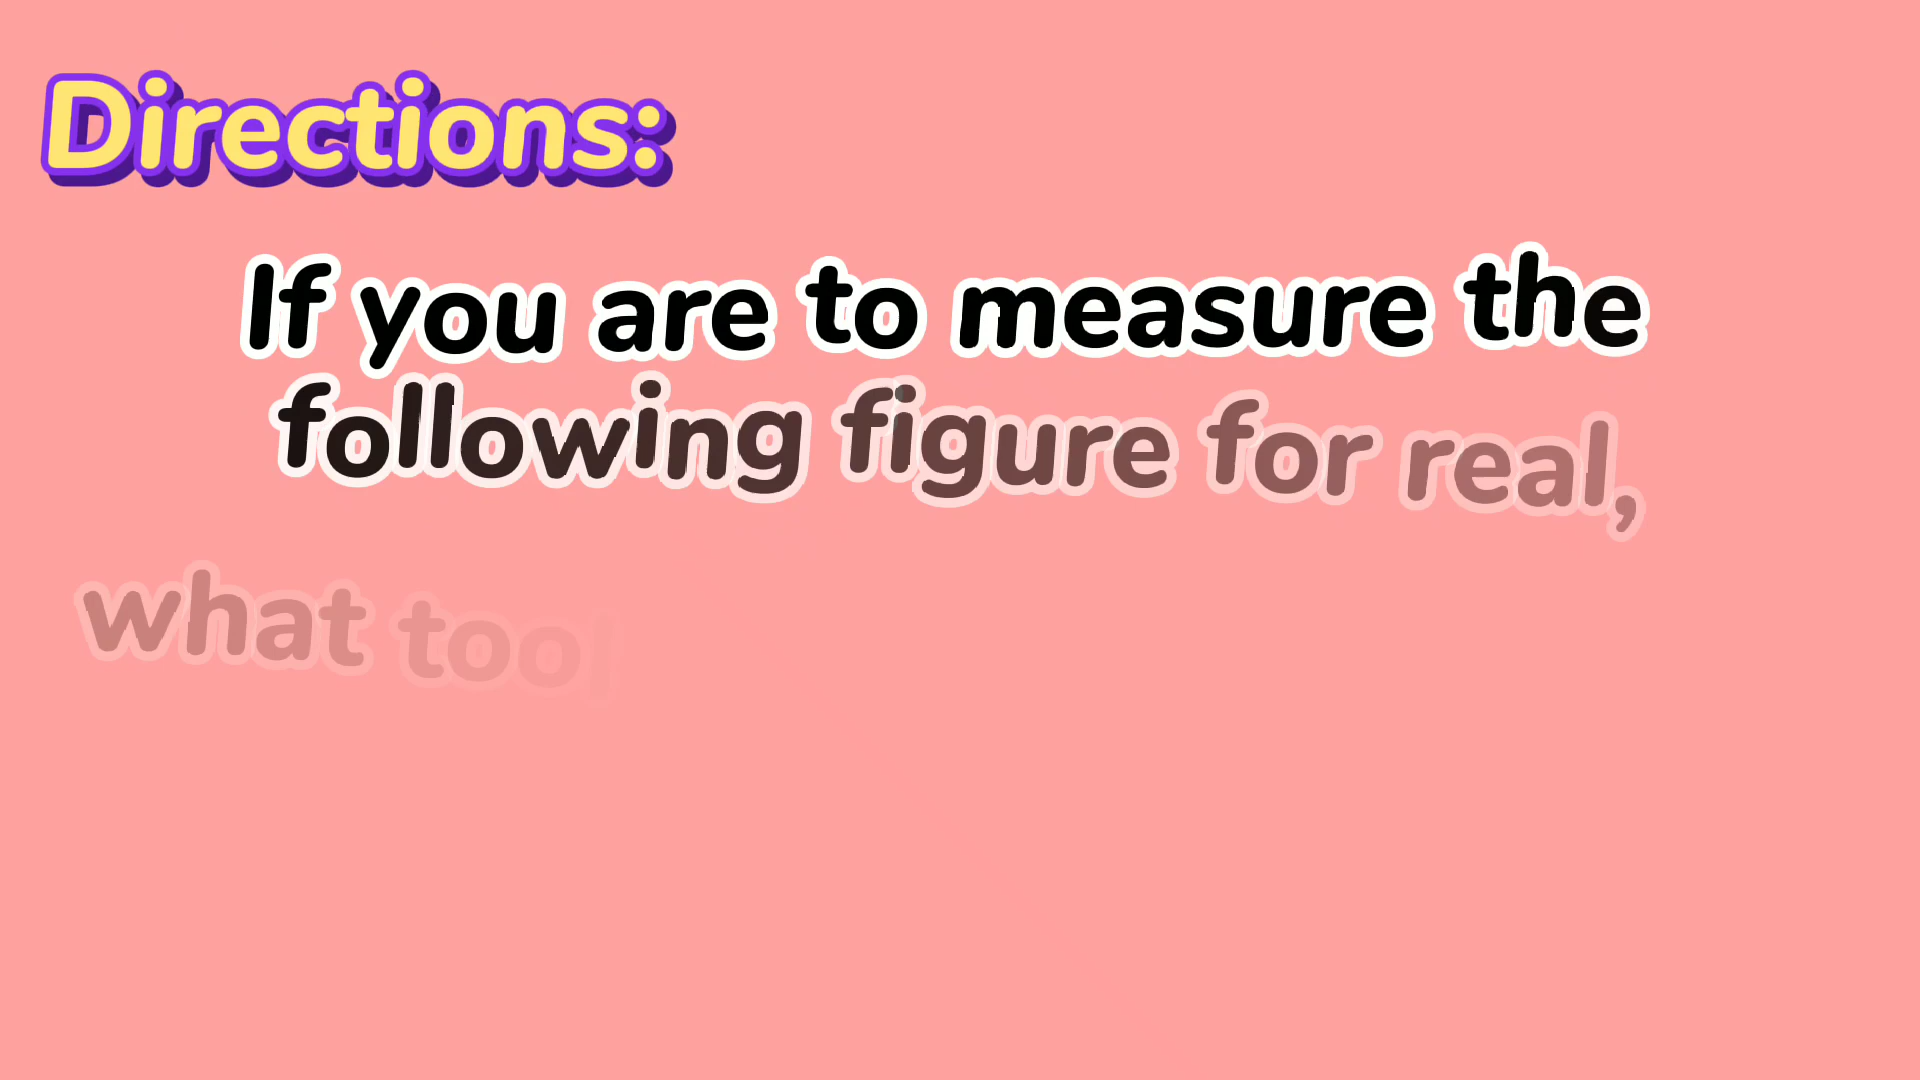 Directions:
If you are to measure the
following figure for real,
what tool